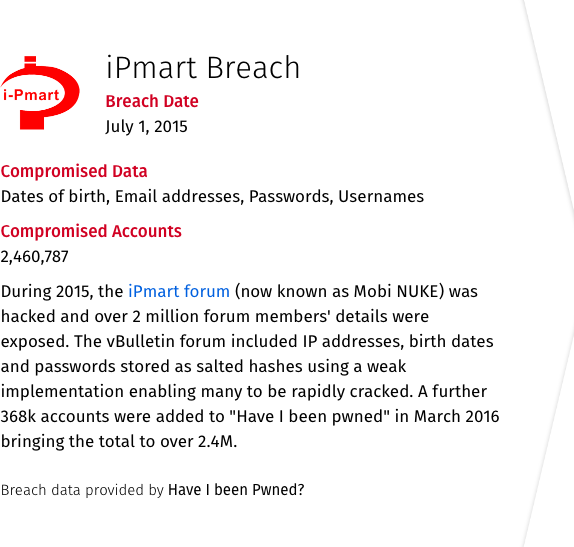 i-Pmart
iPmart Breach
Breach Date
July 1, 2015
Compromised Data
Dates of birth, Email addresses, Passwords, Usernames
Compromised Accounts
2,460,787
During 2015, the iPmart forum (now known as Mobi NUKE) was
hacked and over 2 million forum members' details were
exposed. The vBulletin forum included IP addresses, birth dates
and passwords stored as salted hashes using a weak
implementation enabling many to be rapidly cracked. A further
368k accounts were added to "Have I been pwned" in March 2016
bringing the total to over 2.4M.
Breach data provided by Have I been Pwned?